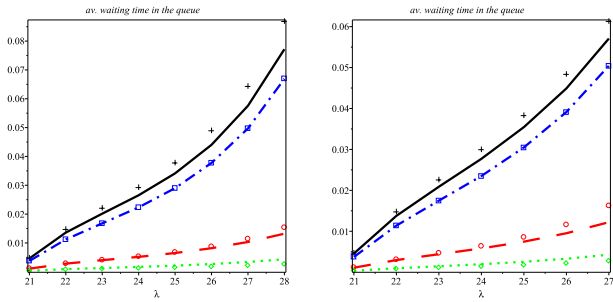 av. waiting time in the queue
0.08
0.07
0.06
0.05
0.04
0.03
0.02
0.01
21 22 23 24 25 26 27 28
λ
av. waiting time in the queue
0.06
0.05
0.04
0.03
0.02
0.01
21 22 23 24 25 26 27
λ